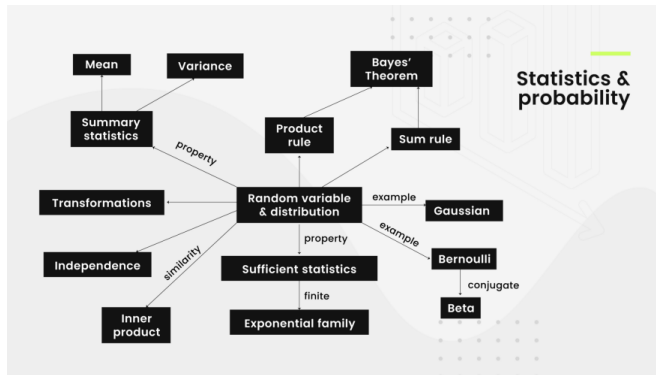 Statistics &
probability
Mean
Variance
Bayes'
Theorem
Summary
statistics
Product
rule
Sum rule
property
Transformations
Random variable
& distribution
example
Gaussian
example
property
similarity
Independence
Sufficient statistics
Bernoulli
conjugate
finite
Beta
Inner
product
Exponential family